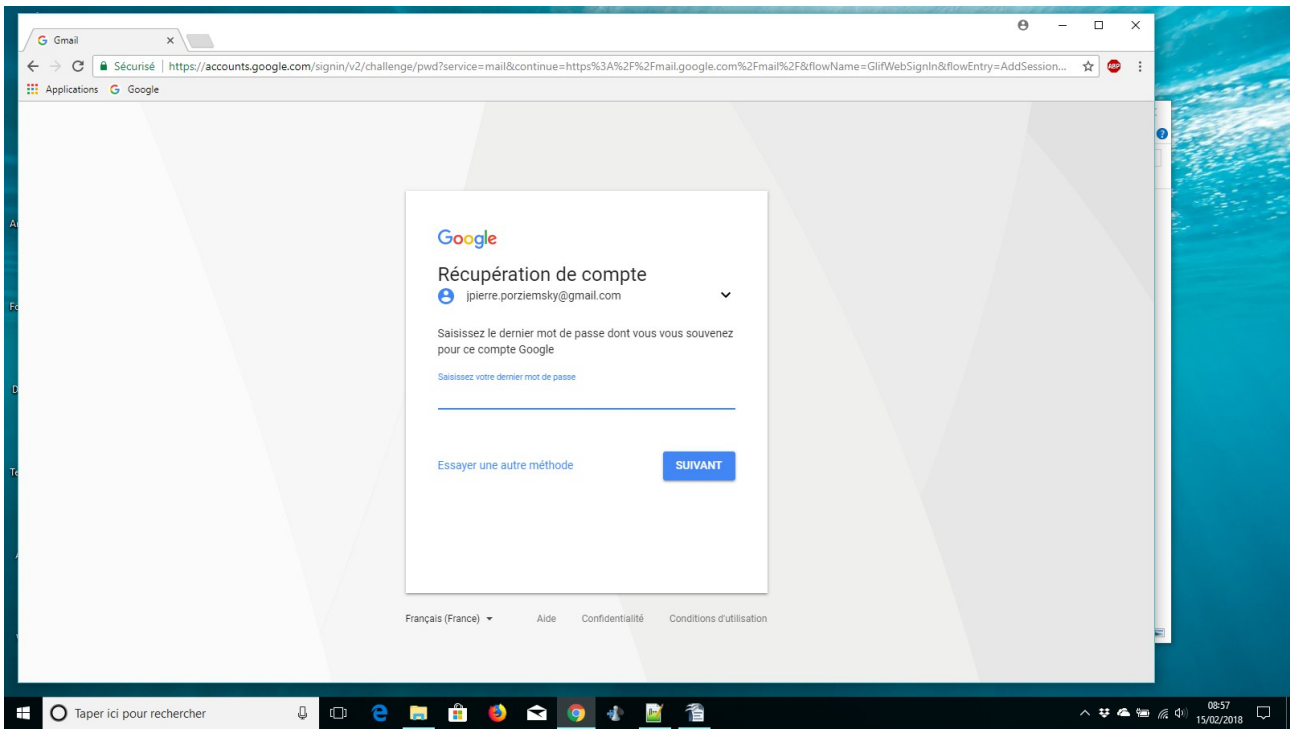 Gmail
Sécurisé | https://accounts.google.com/signin/v2/challenge/pwd?service=mail&continue=https%3A%2F%2Fmail.google.com%2Fmail%2F&flowName=GlifWebSignIn&flowEntry=AddSession...
ABP
Applications Google
Google
Récupération de compte
jpierre.porziemsky@gmail.com
Saisissez le dernier mot de passe dont vous vous souvenez
pour ce compte Google
Saisissez votre dernier mot de passe
Essayer une autre méthode SUIVANT
Français (France) Aide Confidentialité Conditions d'utilisation
Taper ici pour rechercher
08:57
15/02/2018